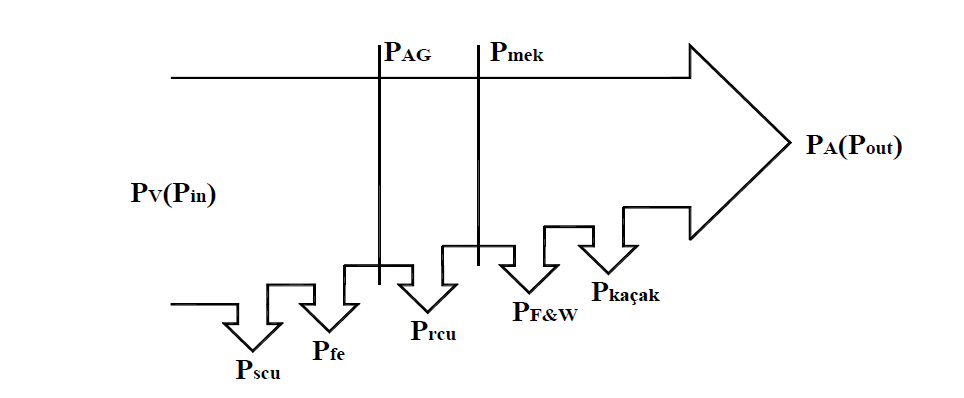 PAG
Pmek
PA(Pout)
PV(Pin)
Pkaçak
PF&W
Prcu
Pfe
Pscu